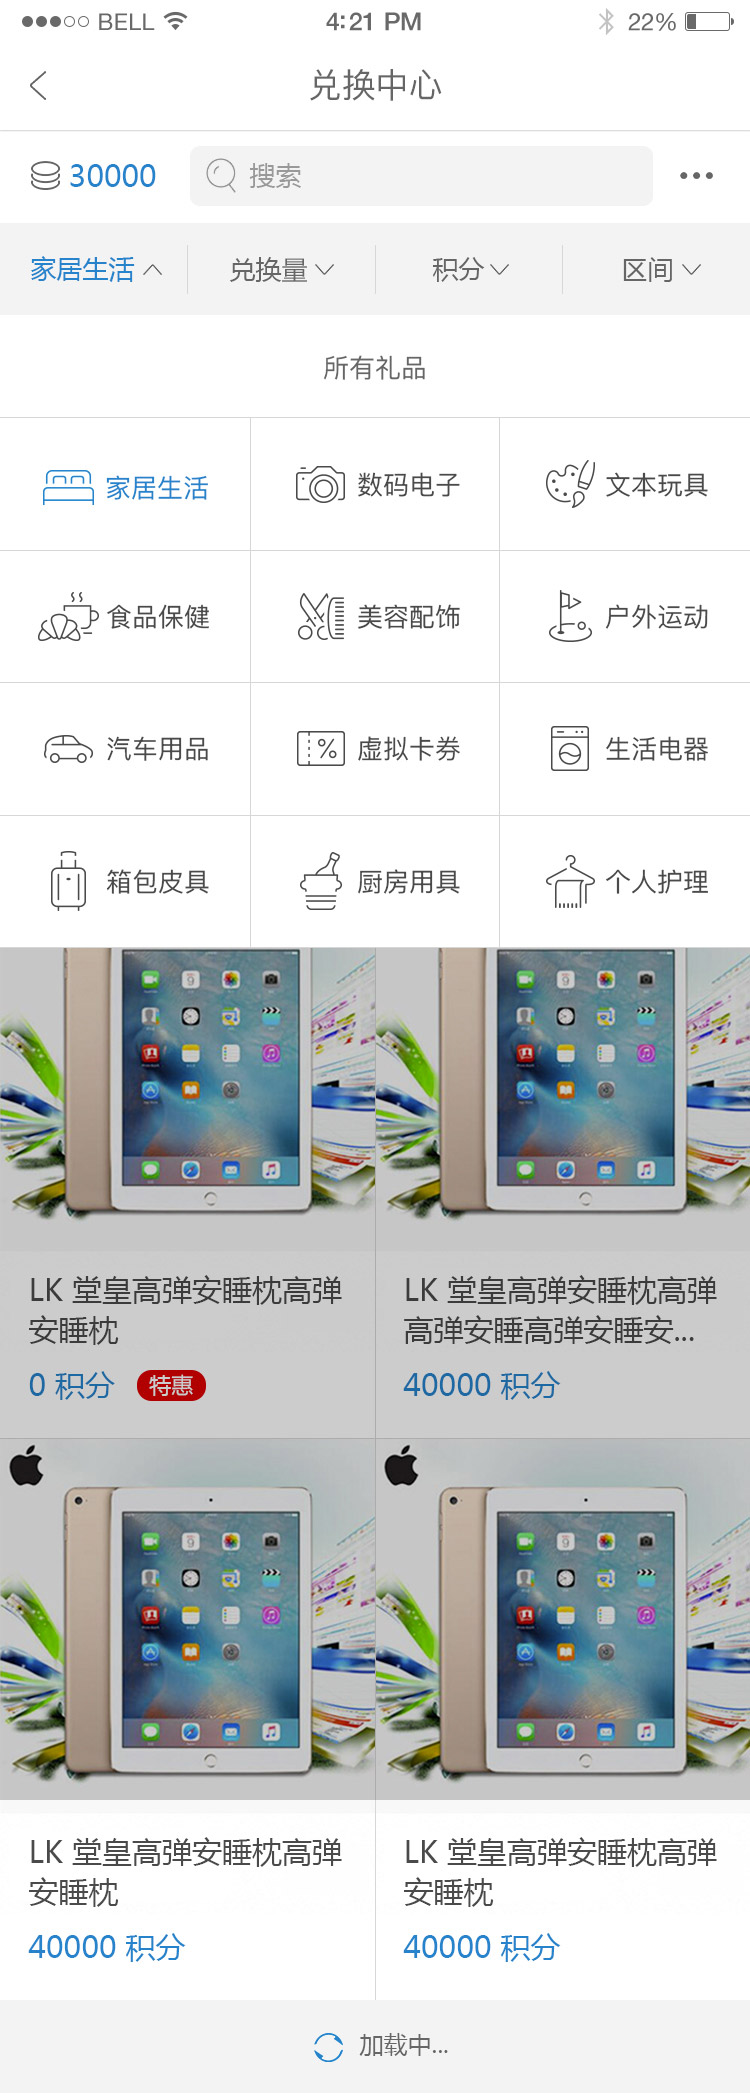 BELL 4:21 PM 22%
兑换中心
30000 搜索
家居生活 兑换量 积分 区间
所有礼品
家居生活 数码电子 文本玩具
食品保健 美容配饰 户外运动
汽车用品 虚拟卡券 生活电器
箱包皮具 厨房用具 个人护理
LK 堂皇高弹安睡枕高弹
安睡枕
0 积分 特惠
LK 堂皇高弹安睡枕高弹
高弹安睡高弹安睡安...
40000 积分
LK 堂皇高弹安睡枕高弹
安睡枕
40000 积分
LK 堂皇高弹安睡枕高弹
安睡枕
40000 积分
加载中...